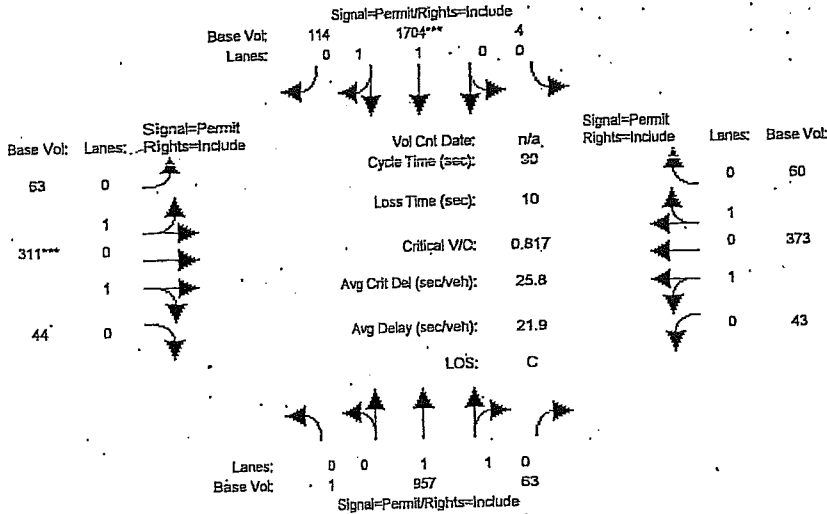 Signal=Permit/Rights=Include
Base Vol: 114 1704*** 4
Lanes: 0 1 1 0 0
Signal=Permit
Base Vol: Lanes: Rights=Include
Vol Cnt Date: n/a
Signal=Permit
Rights=Include Lanes: Base Vol:
Cycle Time (sec): 90
63 0
0 60
Loss Time (sec): 10
1
1
311*** 0
Critical V/C: 0.817
0 373
1
Avg Crit Del (sec/veh): 25.8
1
44 0
Avg Delay (sec/veh): 21.9
0 43
LOS: C
Lanes: 0 0 1 1 0
Base Vol: 1 957 63
Signal=Permit/Rights=Include